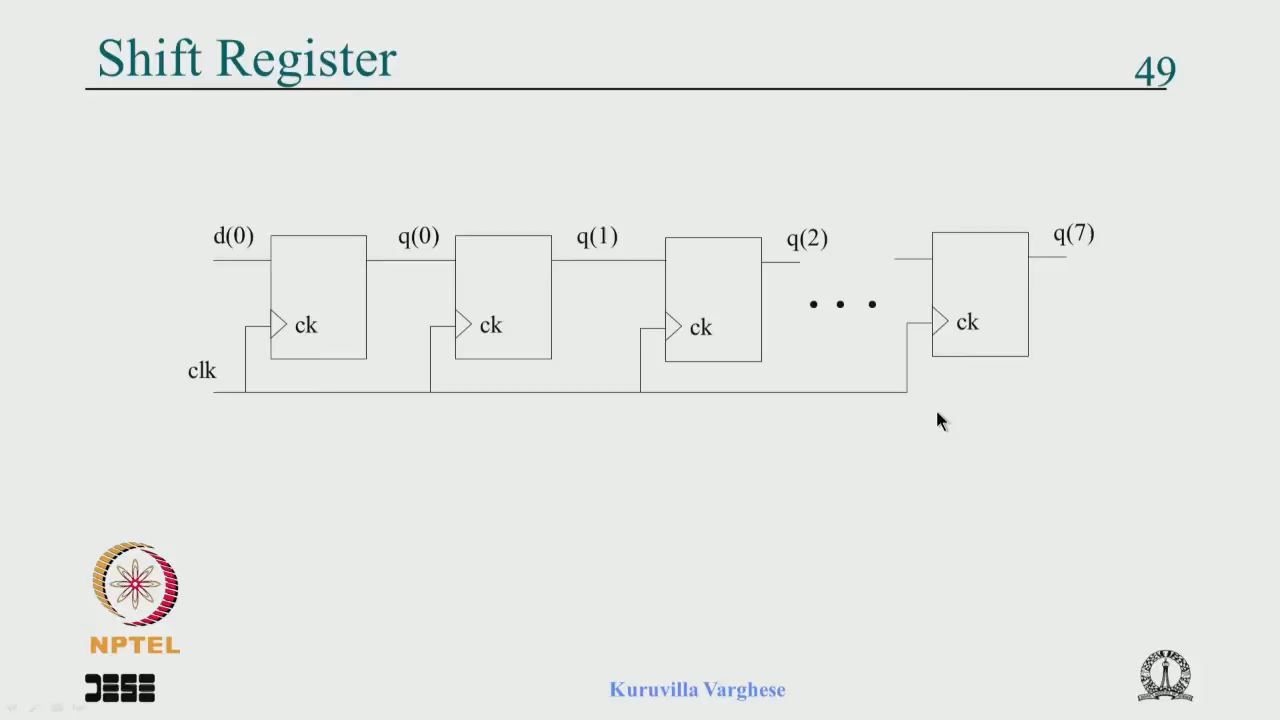 Shift Register
49
d(0) q(0) q(1) q(2) q(7)
ck ck ck ck
clk
NPTEL
Kuruvilla Varghese